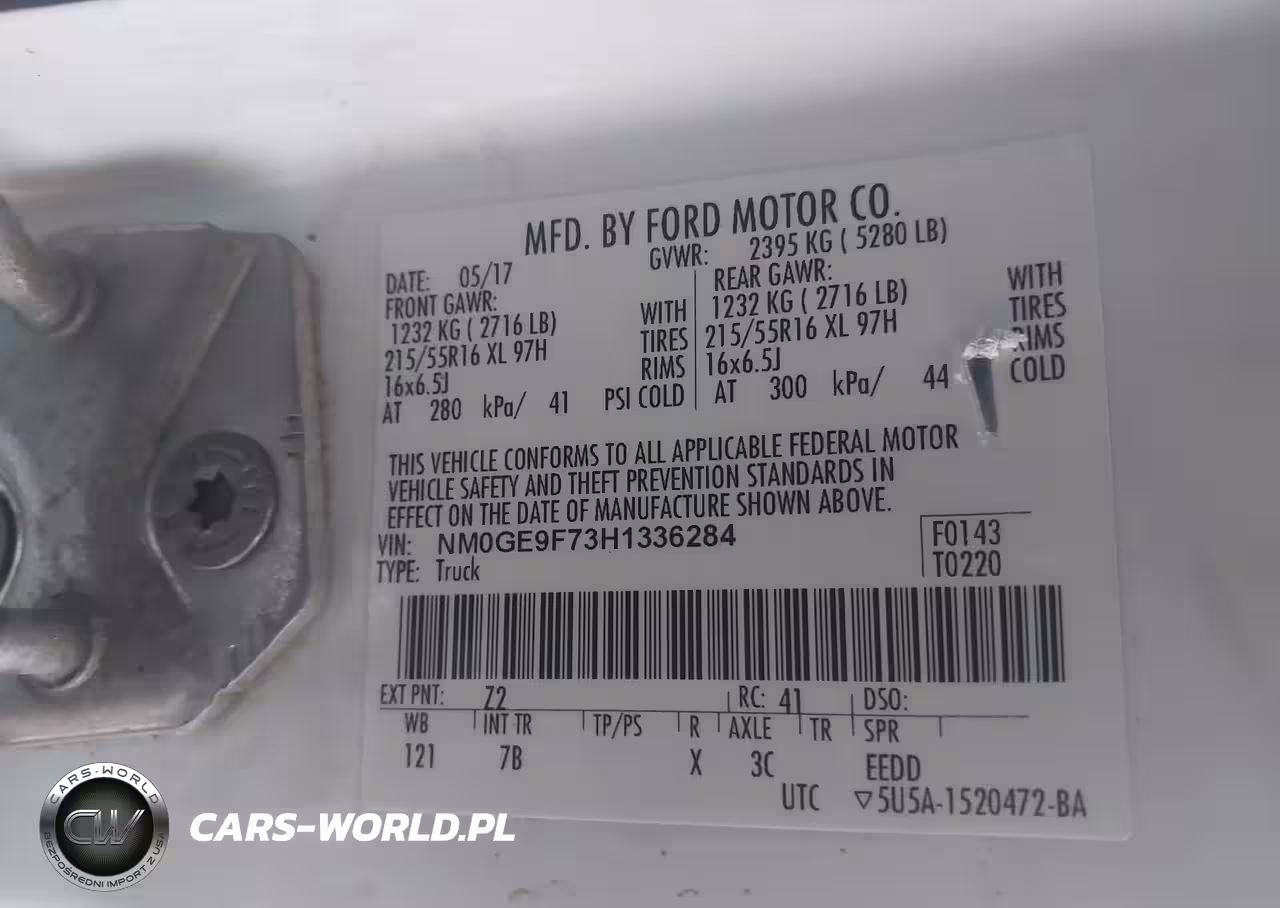 MFD. BY FORD MOTOR CO.
DATE: 05/17 GVWR: 2395 KG ( 5280 LB)
FRONT GAWR: REAR GAWR:
1232 KG ( 2716 LB) WITH 1232 KG ( 2716 LB) WITH
215/55R16 XL 97H TIRES 215/55R16 XL 97H TIRES
16x6.5J RIMS 16x6.5J RIMS
AT 280 kPa/ 41 PSI COLD AT 300 kPa/ 44 COLD
THIS VEHICLE CONFORMS TO ALL APPLICABLE FEDERAL MOTOR
VEHICLE SAFETY AND THEFT PREVENTION STANDARDS IN
EFFECT ON THE DATE OF MANUFACTURE SHOWN ABOVE.
VIN: NM0GE9F73H1336284 F0143
TYPE: Truck T0220
EXT PNT: Z2 RC: 41 DSO:
WB INT TR TP/PS R AXLE TR SPR
121 7B X 3C EEDD
UTC ▽5U5A-1520472-BA
CARS-WORLD
CW
BEZPOŚREDNI IMPORT Z USA
CARS-WORLD.PL